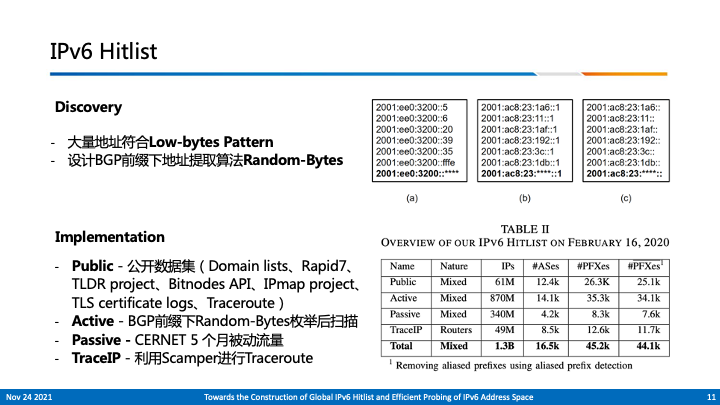 IPv6 Hitlist
Discovery
- 大量地址符合Low-bytes Pattern
- 设计BGP前缀下地址提取算法Random-Bytes
2001:ee0:3200::5
2001:ee0:3200::6
2001:ee0:3200::20
2001:ee0:3200::39
2001:ee0:3200::35
2001:ee0:3200::fffe
2001:ee0:3200::****
(a)
2001:ac8:23:1a6::1
2001:ac8:23:11::1
2001:ac8:23:1af::1
2001:ac8:23:192::1
2001:ac8:23:3c::1
2001:ac8:23:1db::1
2001:ac8:23:****::1
(b)
2001:ac8:23:1a6::
2001:ac8:23:11::
2001:ac8:23:1af::
2001:ac8:23:192::
2001:ac8:23:3c::
2001:ac8:23:1db::
2001:ac8:23:****::
(c)
Implementation
- Public - 公开数据集（Domain lists、Rapid7、
TLDR project、Bitnodes API、IPmap project、
TLS certificate logs、Traceroute）
- Active - BGP前缀下Random-Bytes枚举后扫描
- Passive - CERNET 5 个月被动流量
- TraceIP - 利用Scamper进行Traceroute
TABLE II
OVERVIEW OF OUR IPV6 HITLIST ON FEBRUARY 16, 2020
Name Nature IPs #ASes #PFXes #PFXes¹
Public Mixed 61M 12.4k 26.3K 25.1k
Active Mixed 870M 14.1k 35.3k 34.1k
Passive Mixed 340M 4.2k 8.3k 7.6k
TraceIP Routers 49M 8.5k 12.6k 11.7k
Total Mixed 1.3B 16.5k 45.2k 44.1k
¹ Removing aliased prefixes using aliased prefix detection
Nov 24 2021
Towards the Construction of Global IPv6 Hitlist and Efficient Probing of IPv6 Address Space
11